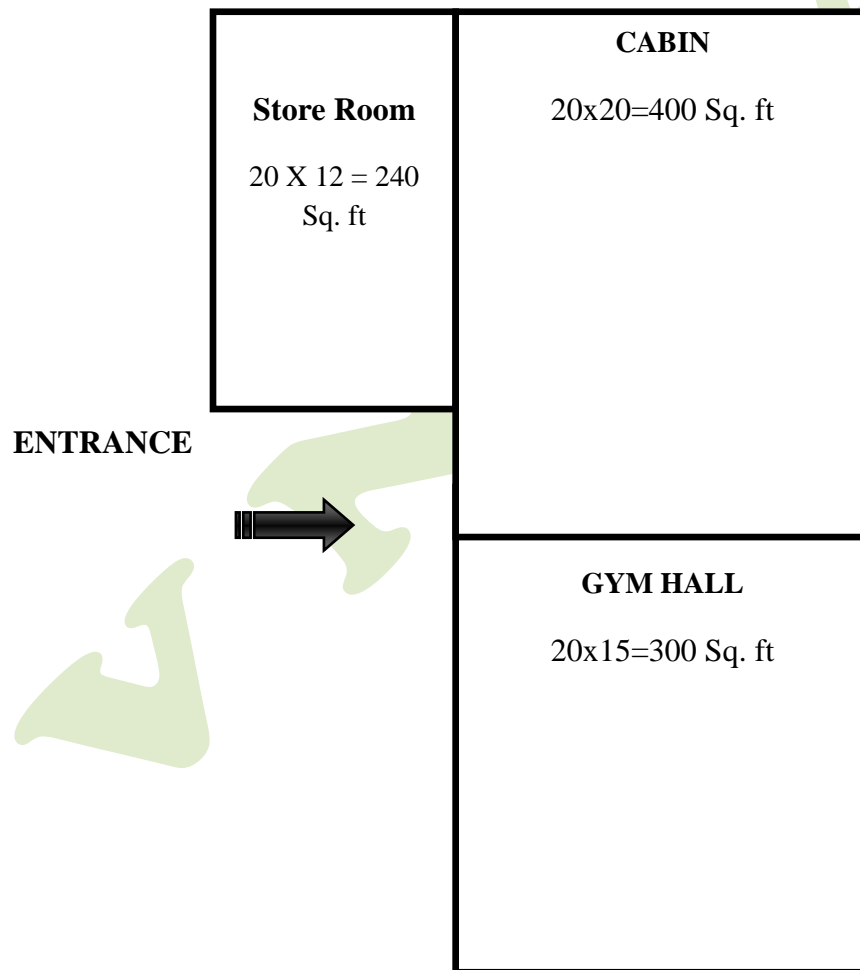 CABIN
Store Room
20x20=400 Sq. ft
20 X 12 = 240
Sq. ft
ENTRANCE
GYM HALL
20x15=300 Sq. ft